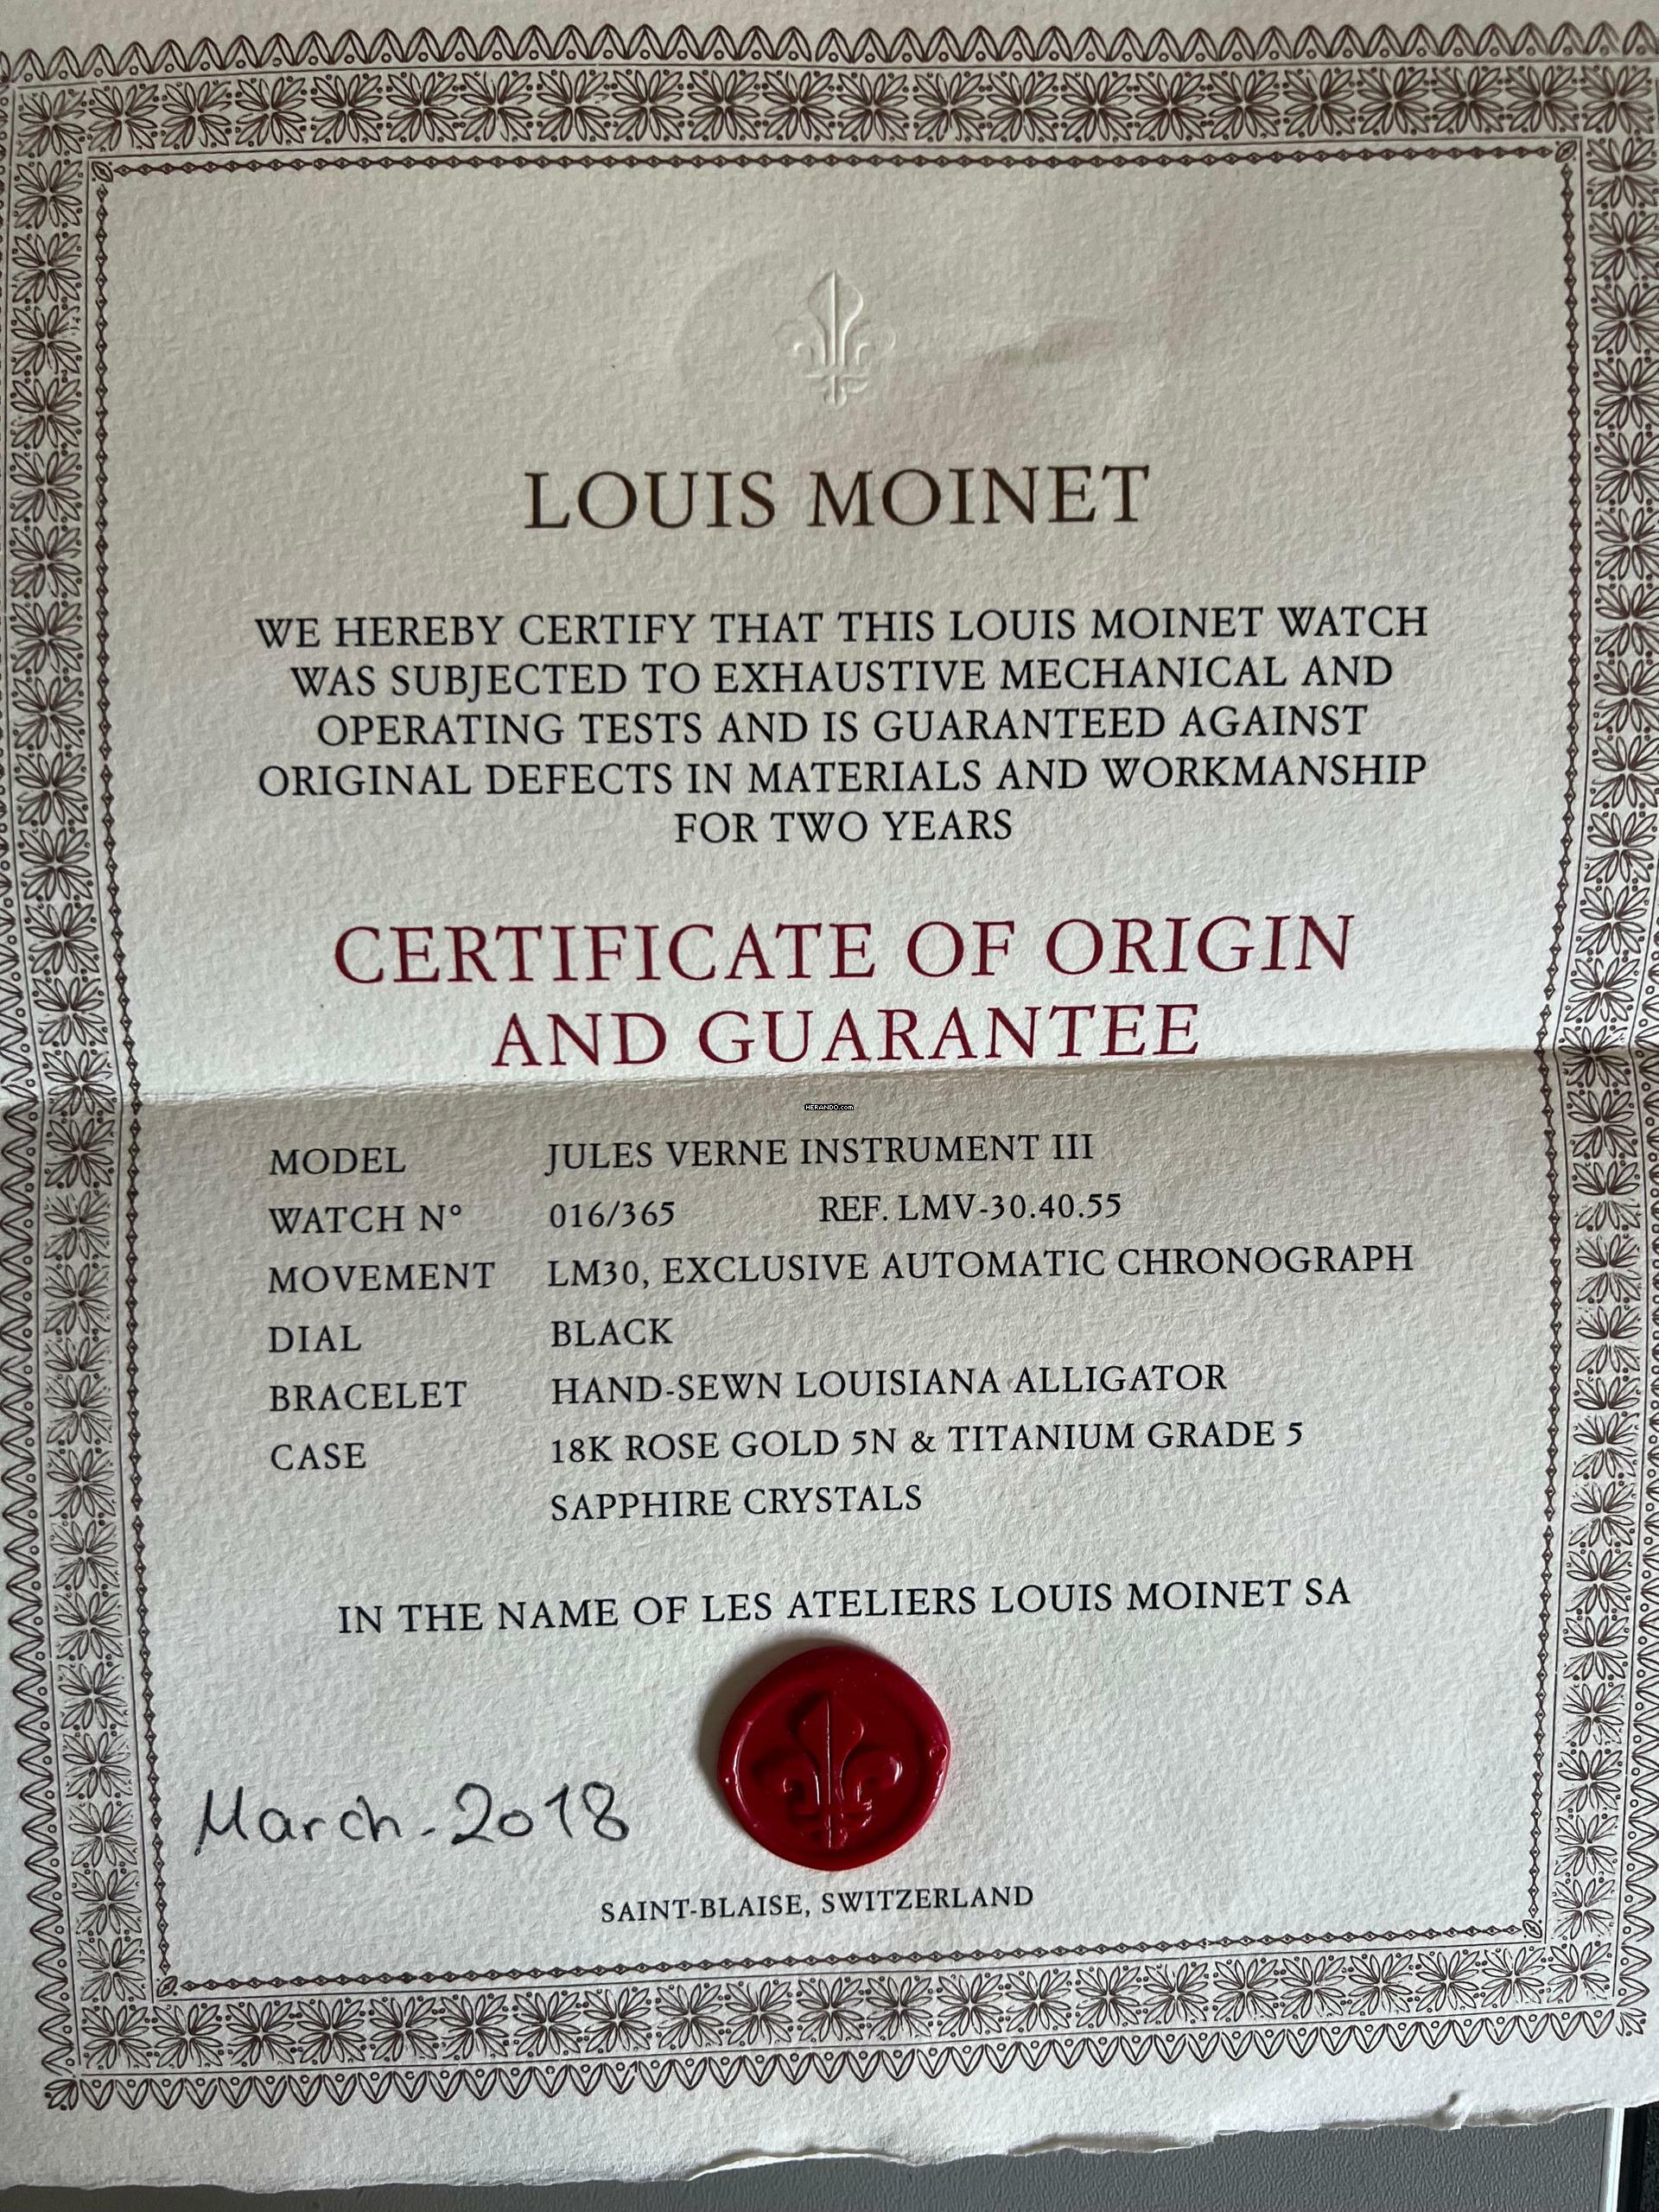 LOUIS MOINET
WE HEREBY CERTIFY THAT THIS LOUIS MOINET WATCH
WAS SUBJECTED TO EXHAUSTIVE MECHANICAL AND
OPERATING TESTS AND IS GUARANTEED AGAINST
ORIGINAL DEFECTS IN MATERIALS AND WORKMANSHIP
FOR TWO YEARS
CERTIFICATE OF ORIGIN
AND GUARANTEE
HERANDO.com
MODEL JULES VERNE INSTRUMENT III
WATCH N° 016/365 REF. LMV-30.40.55
MOVEMENT LM30, EXCLUSIVE AUTOMATIC CHRONOGRAPH
DIAL BLACK
BRACELET HAND-SEWN LOUISIANA ALLIGATOR
CASE 18K ROSE GOLD 5N & TITANIUM GRADE 5
SAPPHIRE CRYSTALS
IN THE NAME OF LES ATELIERS LOUIS MOINET SA
March-2018
SAINT-BLAISE, SWITZERLAND